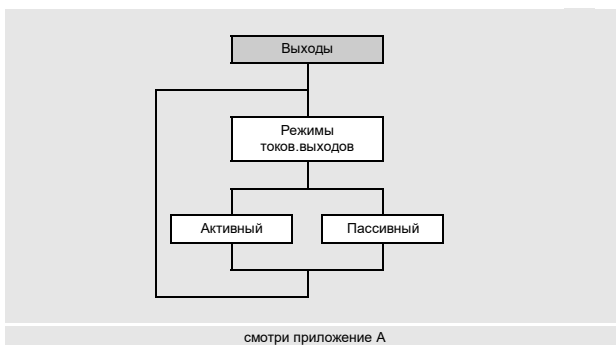 Выходы
Режимы
токов.выходов
Активный
Пассивный
смотри приложение А